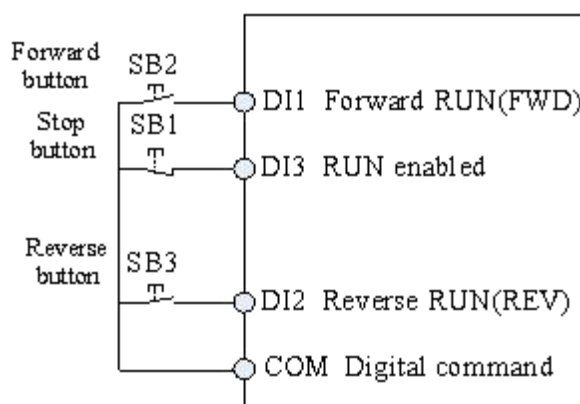 Forward
button
SB2
DI1 Forward RUN(FWD)
Stop
button
SB1
DI3 RUN enabled
Reverse
button
SB3
DI2 Reverse RUN(REV)
COM Digital command